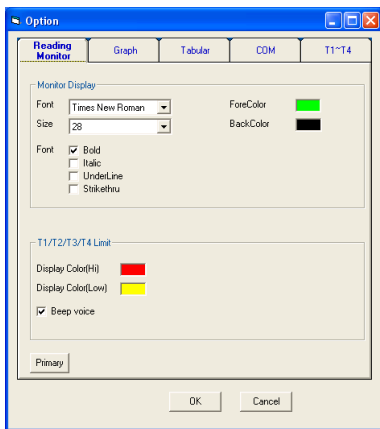 Option
Reading Monitor Graph Tabular COM T1~T4
Monitor Display
Font Times New Roman ForeColor
Size 28 BackColor
Font Bold
Italic
UnderLine
Strikethru
T1/T2/T3/T4 Limit
Display Color(Hi)
Display Color(Low)
Beep voice
Primary
OK Cancel